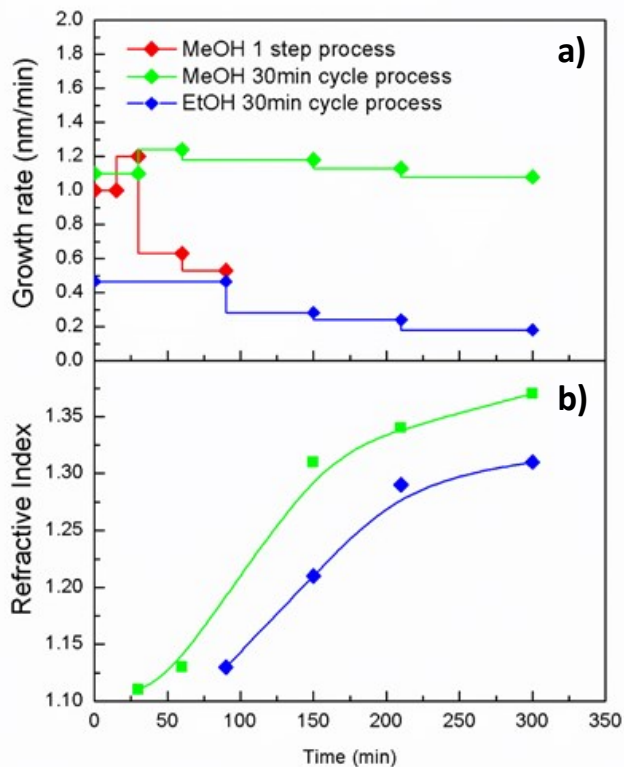 2.0
a)
MeOH 1 step process
1.8
MeOH 30min cycle process
1.6
EtOH 30min cycle process
1.4
1.2
1.0
0.8
0.6
0.4
0.2
0.0
Growth rate (nm/min)
b)
1.35
1.30
1.25
1.20
1.15
1.10
Refractive Index
0 50 100 150 200 250 300 350
Time (min)